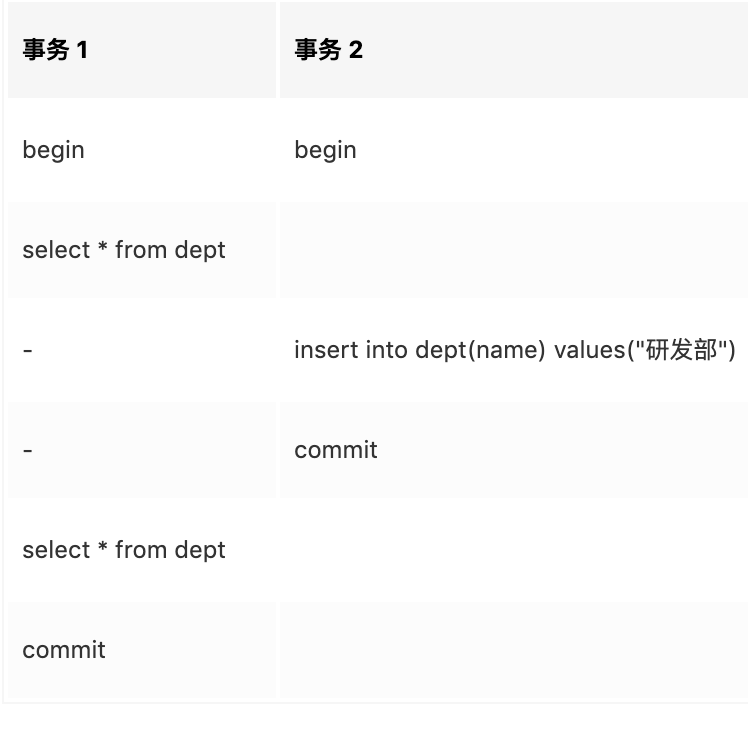 事务 1 事务 2
begin begin
select * from dept
- insert into dept(name) values("研发部")
- commit
select * from dept
commit